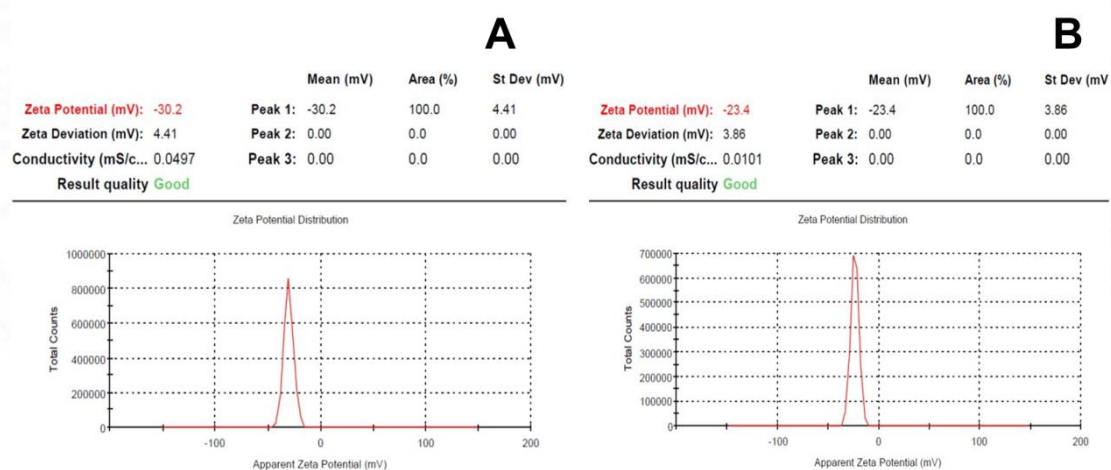 A
Mean (mV) Area (%) St Dev (mV)
Zeta Potential (mV): -30.2 Peak 1: -30.2 100.0 4.41
Zeta Deviation (mV): 4.41 Peak 2: 0.00 0.0 0.00
Conductivity (mS/c... 0.0497 Peak 3: 0.00 0.0 0.00
Result quality Good
Zeta Potential Distribution
1000000
800000
600000
400000
200000
0
Total Counts
-100 0 100 200
Apparent Zeta Potential (mV)
B
Mean (mV) Area (%) St Dev (mV
Zeta Potential (mV): -23.4 Peak 1: -23.4 100.0 3.86
Zeta Deviation (mV): 3.86 Peak 2: 0.00 0.0 0.00
Conductivity (mS/c... 0.0101 Peak 3: 0.00 0.0 0.00
Result quality Good
Zeta Potential Distribution
700000
600000
500000
400000
300000
200000
100000
0
Total Counts
-100 0 100 200
Apparent Zeta Potential (mV)